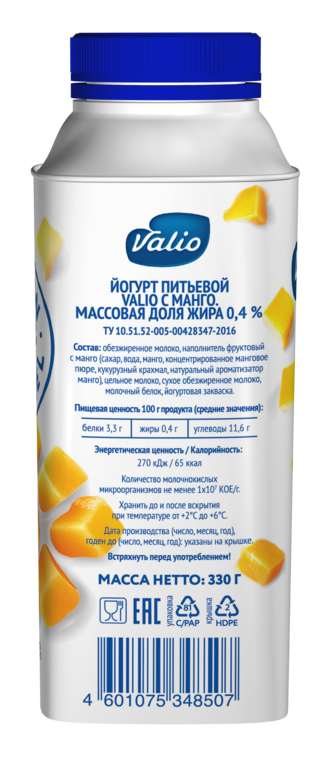 Valio
ЙОГУРТ ПИТЬЕВОЙ
VALIO С МАНГО.
МАССОВАЯ ДОЛЯ ЖИРА 0,4 %
ТУ 10.51.52-005-00428347-2016
Состав: обезжиренное молоко, наполнитель фруктовый
с манго (сахар, вода, манго, концентрированное манговое
пюре, кукурузный крахмал, натуральный ароматизатор
манго), цельное молоко, сухое обезжиренное молоко,
молочный белок, йогуртовая закваска.
Пищевая ценность 100 г продукта (средние значения):
белки 3,3 г жиры 0,4 г углеводы 11,6 г
Энергетическая ценность / Калорийность:
270 кДж / 65 ккал
Количество молочнокислых
микроорганизмов не менее 1х10⁷ КОЕ/г.
Хранить до и после вскрытия
при температуре от +2°С до +6°С.
Дата производства (число, месяц, год),
годен до (число, месяц, год): указаны на крышке.
Встряхнуть перед употреблением!
МАССА НЕТТО: 330 Г
EAC упаковка 81 C/PAP крышка 2 HDPE
4 601075 348507